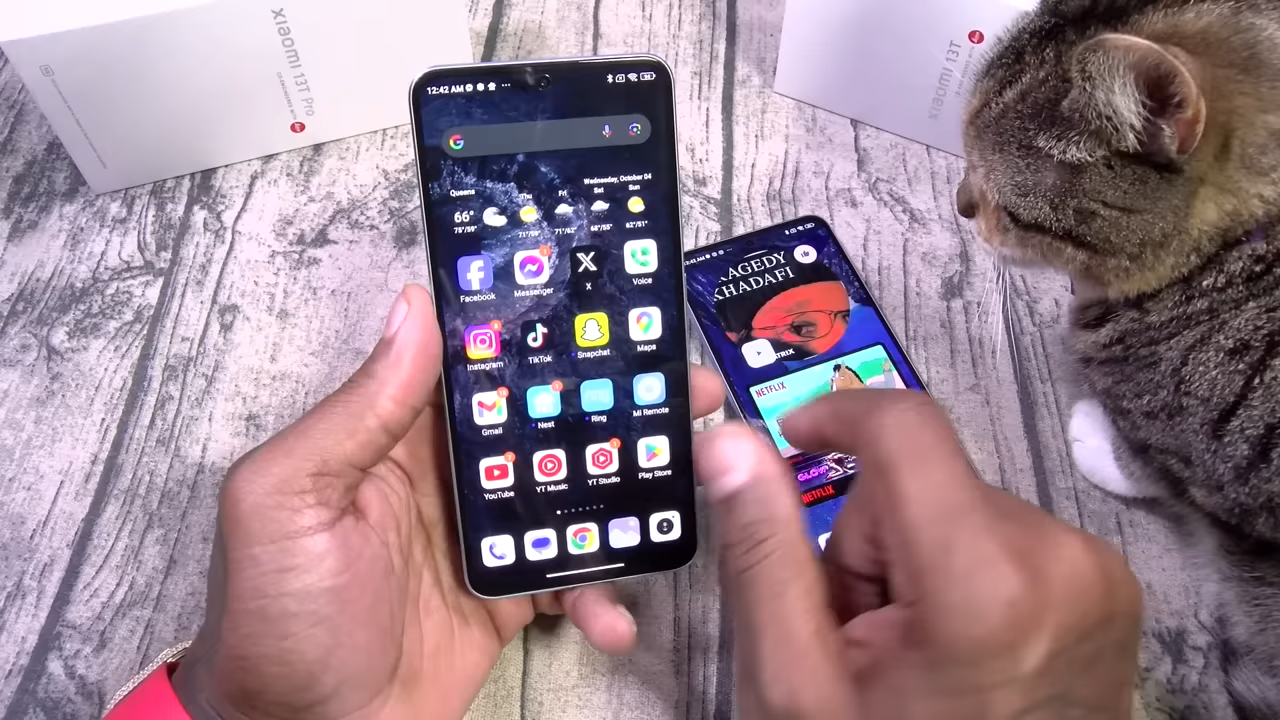 XIAOMI 13T Pro
XIAOMI 13T
12:42 AM
Wednesday, October 04
Queens
Thu
Fri
Sat
Sun
66°
75°/59°
71°/59°
71°/62°
68°/55°
62°/51°
Facebook
Messenger
X
Voice
Instagram
TikTok
Snapchat
Maps
Gmail
Nest
Ring
Mi Remote
YouTube
YT Music
YT Studio
Play Store
KHADAFI
NETFLIX
GLOW
NETFLIX